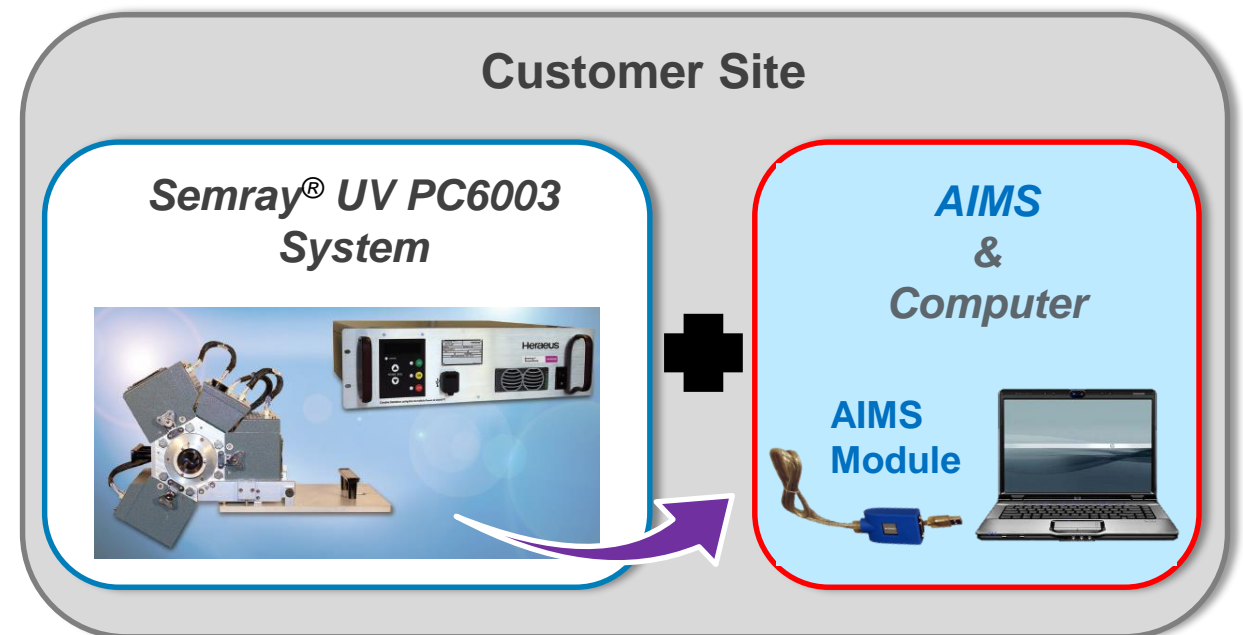 Customer Site
Semray® UV PC6003
System
AIMS
&
Computer
Heraeus
AIMS
Module